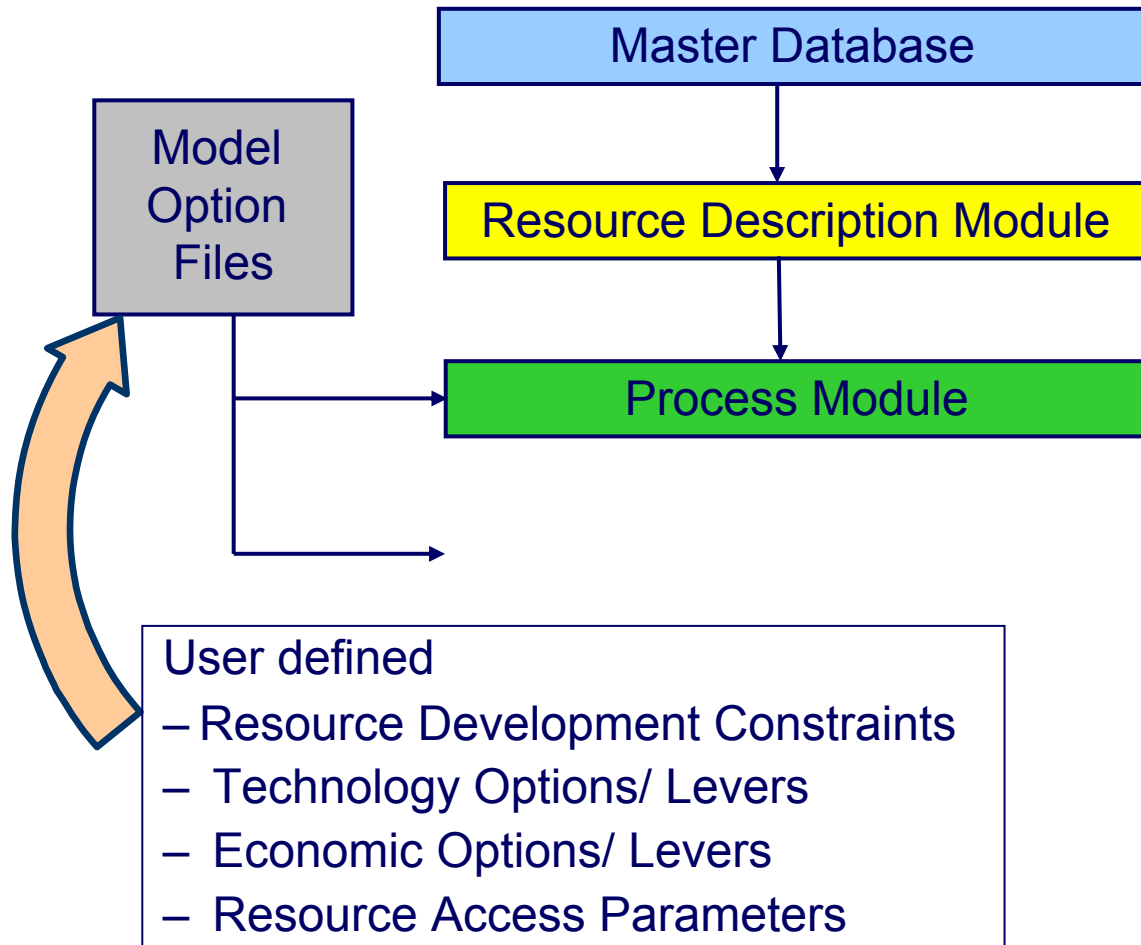 Master Database
Model
Option
Files
Resource Description Module
Process Module
User defined
– Resource Development Constraints
– Technology Options/ Levers
– Economic Options/ Levers
– Resource Access Parameters